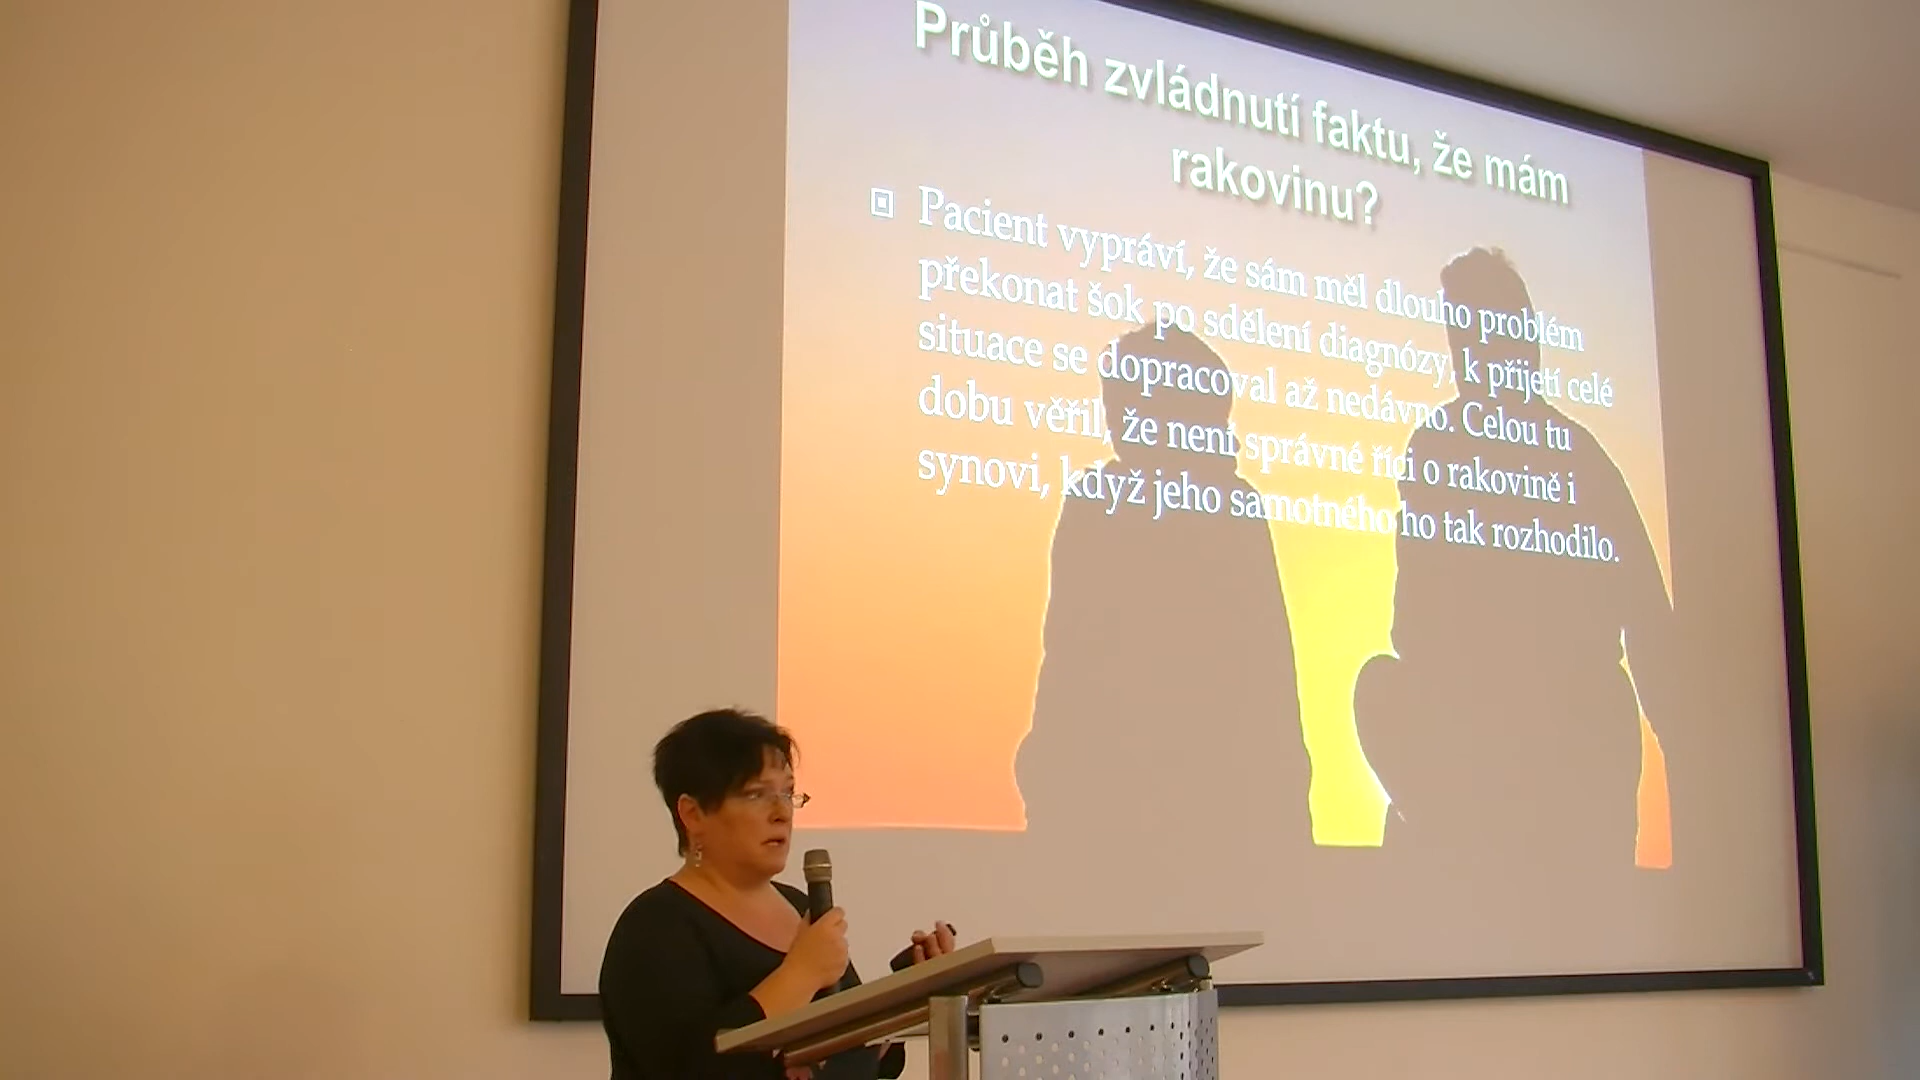 Průběh zvládnutí faktu, že mám
rakovinu?
Pacient vypráví, že sám měl dlouho problém
překonat šok po sdělení diagnózy, k přijetí celé
situace se dopracoval až nedávno. Celou tu
dobu věřil, že není správné říci o rakovině i
synovi, když jeho samotného ho tak rozhodilo.